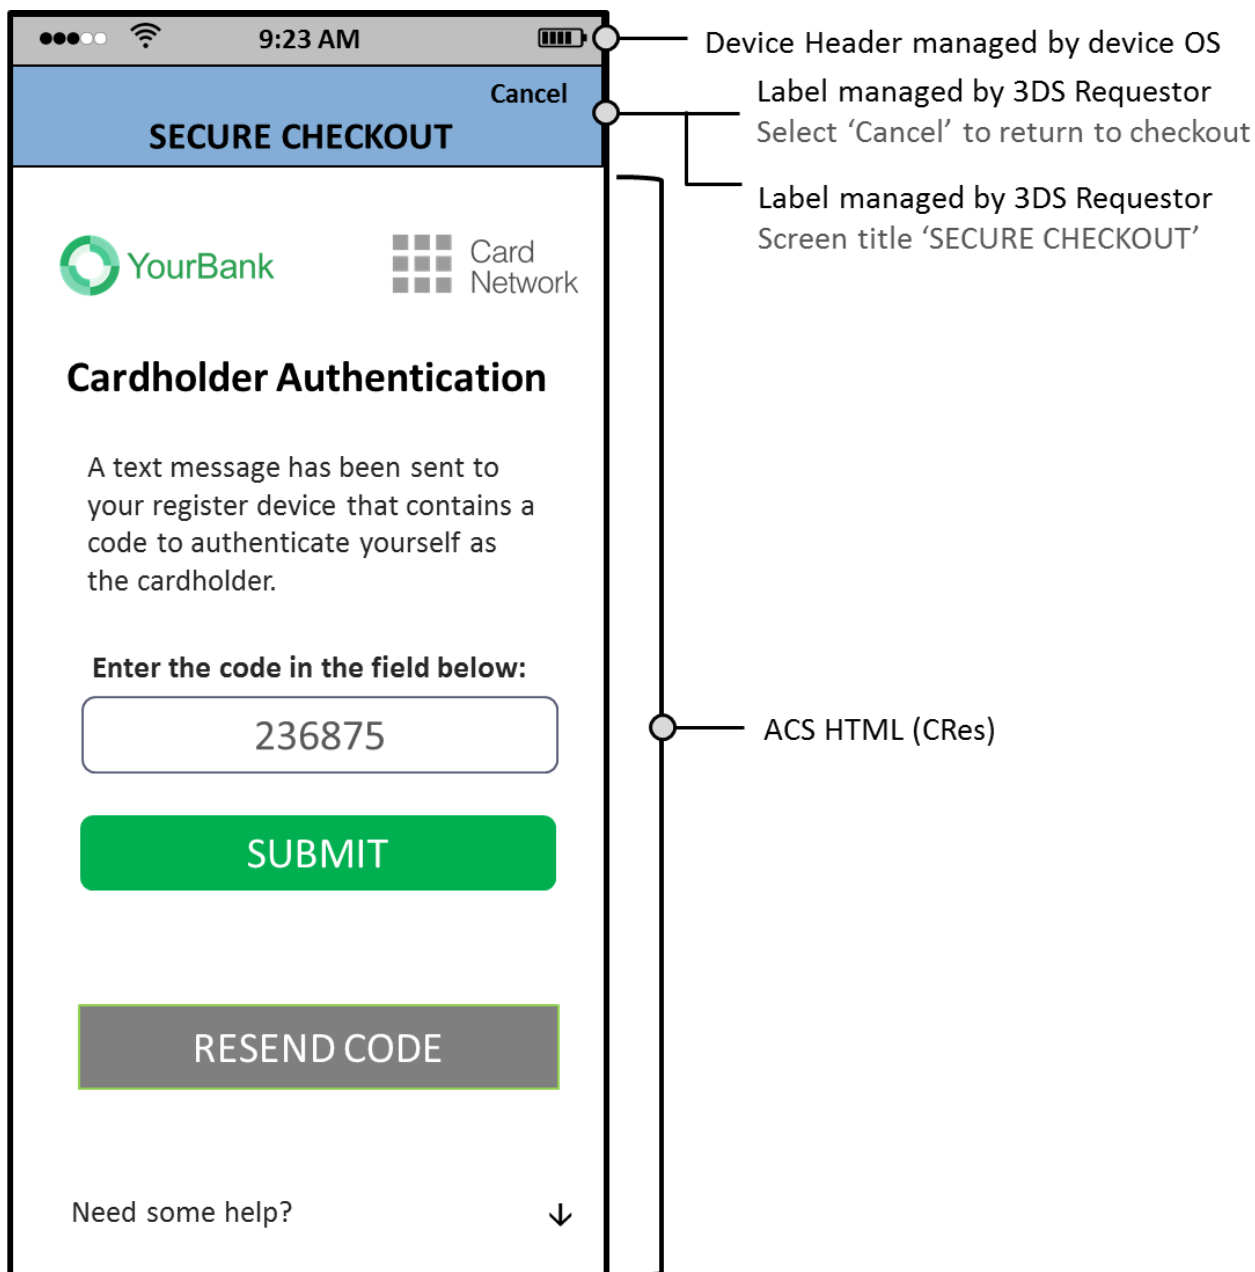 9:23 AM
Device Header managed by device OS
Cancel
SECURE CHECKOUT
Label managed by 3DS Requestor
Select ‘Cancel’ to return to checkout
Label managed by 3DS Requestor
Screen title ‘SECURE CHECKOUT’
YourBank
Card
Network
Cardholder Authentication
A text message has been sent to
your register device that contains a
code to authenticate yourself as
the cardholder.
Enter the code in the field below:
236875
ACS HTML (CRes)
SUBMIT
RESEND CODE
Need some help?